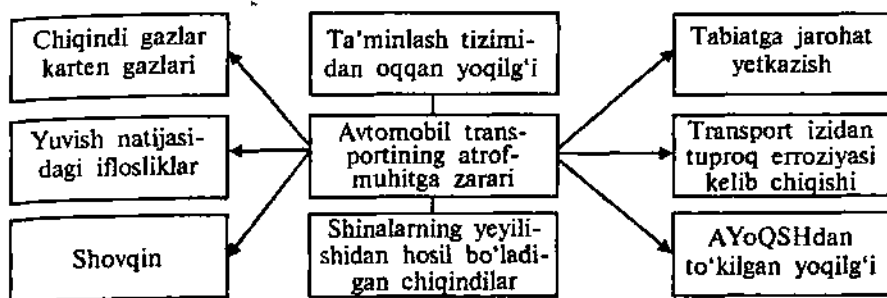 Chiqindi gazlar
karten gazlari
Ta'minlash tizimi-
dan oqqan yoqilg‘i
Tabiatga jarohat
yetkazish
Yuvish natijasi-
dagi iflosliklar
Avtomobil trans-
portining atrof-
muhitga zarari
Transport izidan
tuproq erroziyasi
kelib chiqishi
Shovqin
Shinalarning yeyili-
shidan hosil bo‘ladi-
gan chiqindilar
AYoQSHdan
to‘kilgan yoqilg‘i